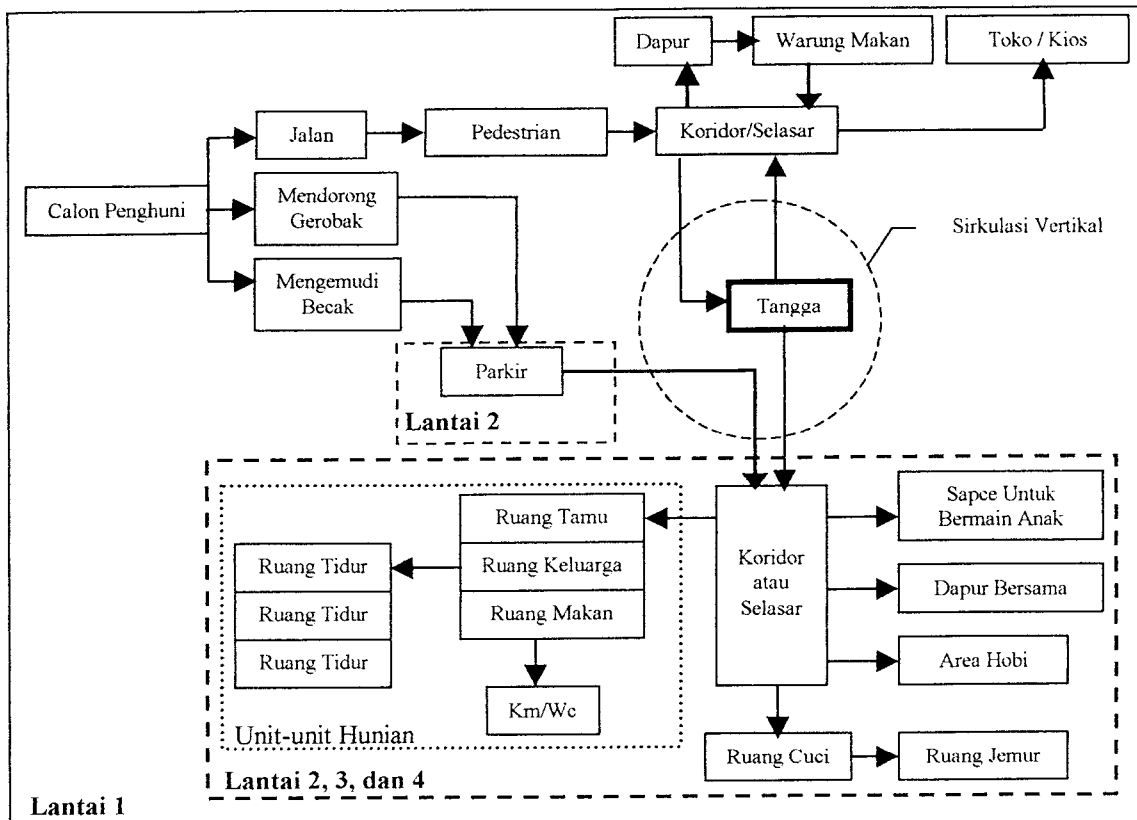 Dapur
Warung Makan
Toko / Kios
Jalan
Pedestrian
Koridor/Selasar
Calon Penghuni
Mendorong
Gerobak
Sirkulasi Vertikal
Mengemudi
Becak
Tangga
Parkir
Lantai 2
Ruang Tamu
Sapce Untuk
Bermain Anak
Ruang Tidur
Ruang Keluarga
Koridor
atau
Selasar
Dapur Bersama
Ruang Tidur
Ruang Makan
Ruang Tidur
Area Hobi
Km/Wc
Unit-unit Hunian
Ruang Cuci
Ruang Jemur
Lantai 2, 3, dan 4
Lantai 1